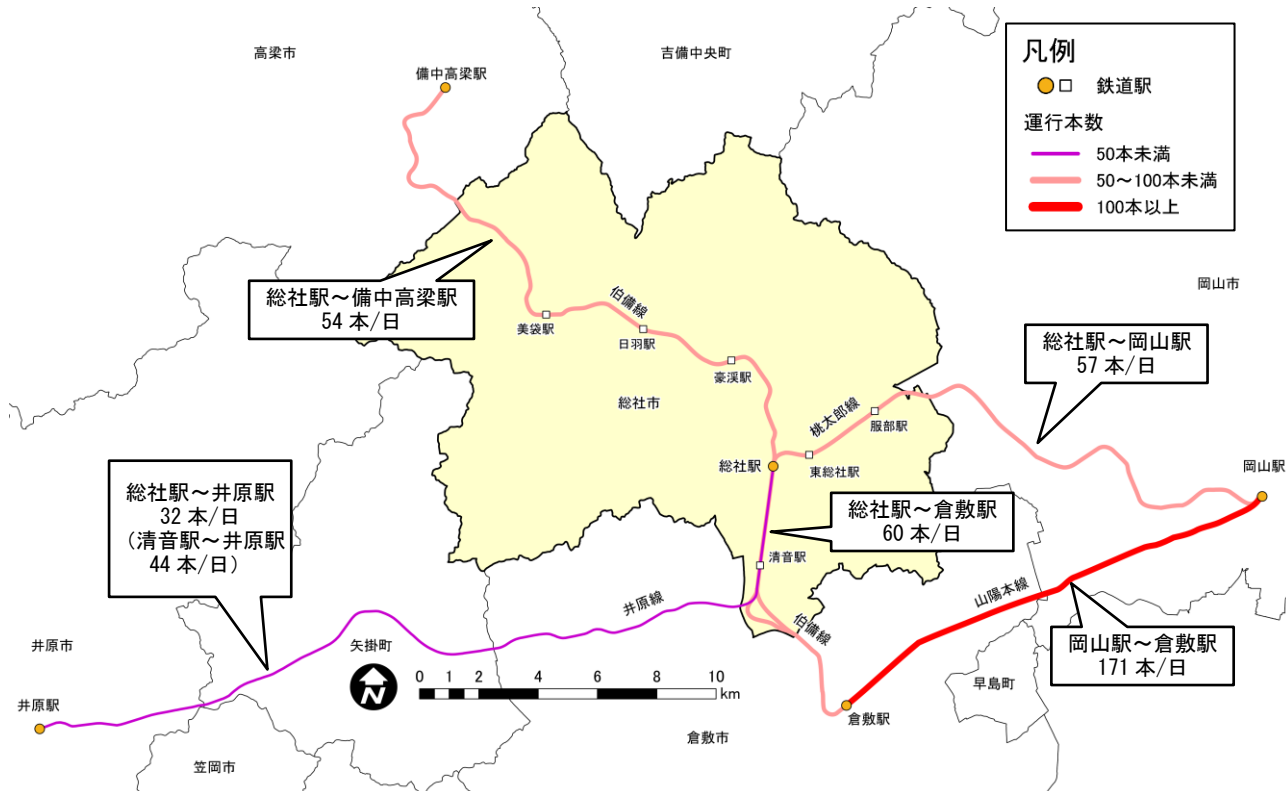 高梁市
吉備中央町
備中高梁駅
凡例
鉄道駅
運行本数
50本未満
50～100本未満
100本以上
岡山市
総社駅～備中高梁駅
54 本/日
伯備線
美袋駅
日羽駅
豪渓駅
総社駅～岡山駅
57 本/日
総社市
桃太郎線
服部駅
総社駅
東総社駅
岡山駅
総社駅～井原駅
32 本/日
（清音駅～井原駅
44 本/日）
総社駅～倉敷駅
60 本/日
清音駅
井原線
伯備線
山陽本線
岡山駅～倉敷駅
171 本/日
井原市
矢掛町
N
0 1 2 4 6 8 10
km
早島町
井原駅
倉敷駅
倉敷市
笠岡市